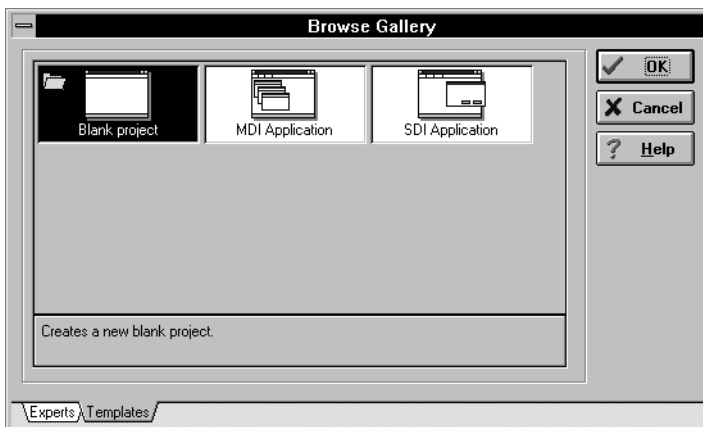 Browse Gallery
Blank project
MDI Application
SDI Application
OK
Cancel
Help
Creates a new blank project.
Experts
Templates